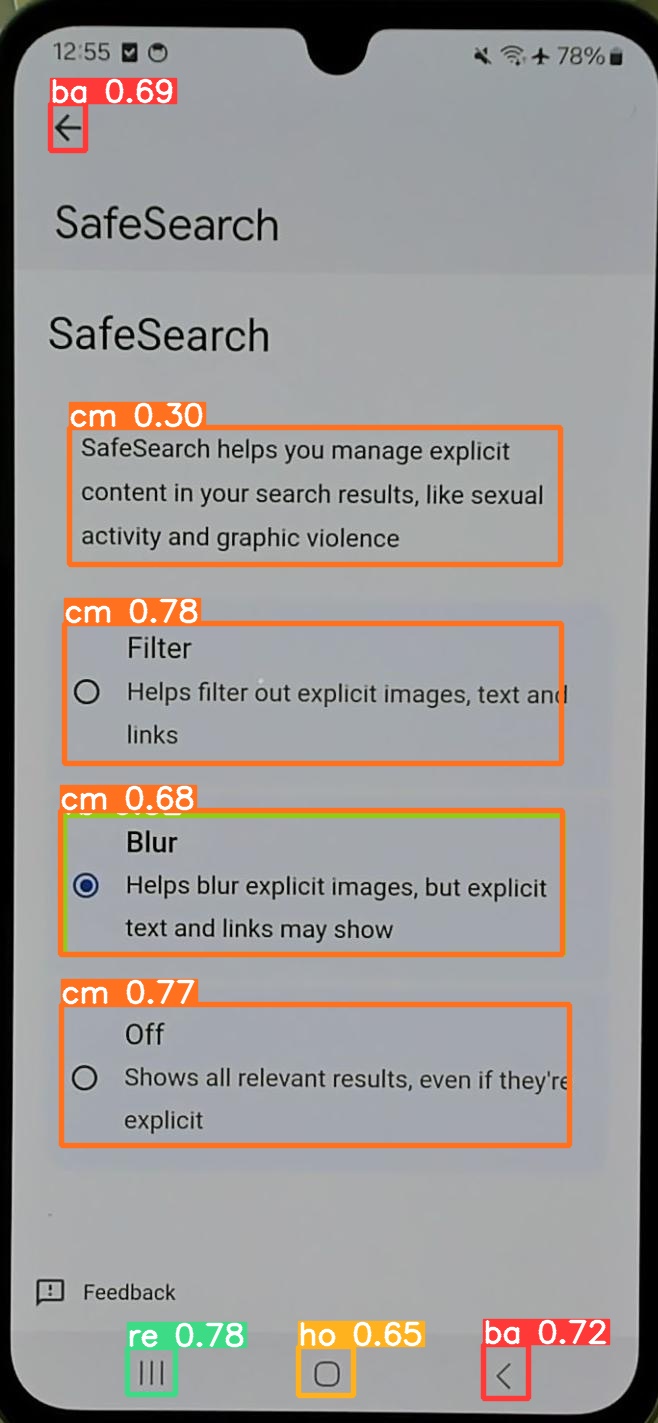 12:55 78%
ba 0.69
SafeSearch
SafeSearch
cm 0.30
SafeSearch helps you manage explicit
content in your search results, like sexual
activity and graphic violence
cm 0.78
Filter
Helps filter out explicit images, text and
links
cm 0.68
Blur
Helps blur explicit images, but explicit
text and links may show
cm 0.77
Off
Shows all relevant results, even if they're
explicit
Feedback
re 0.78 ho 0.65 ba 0.72